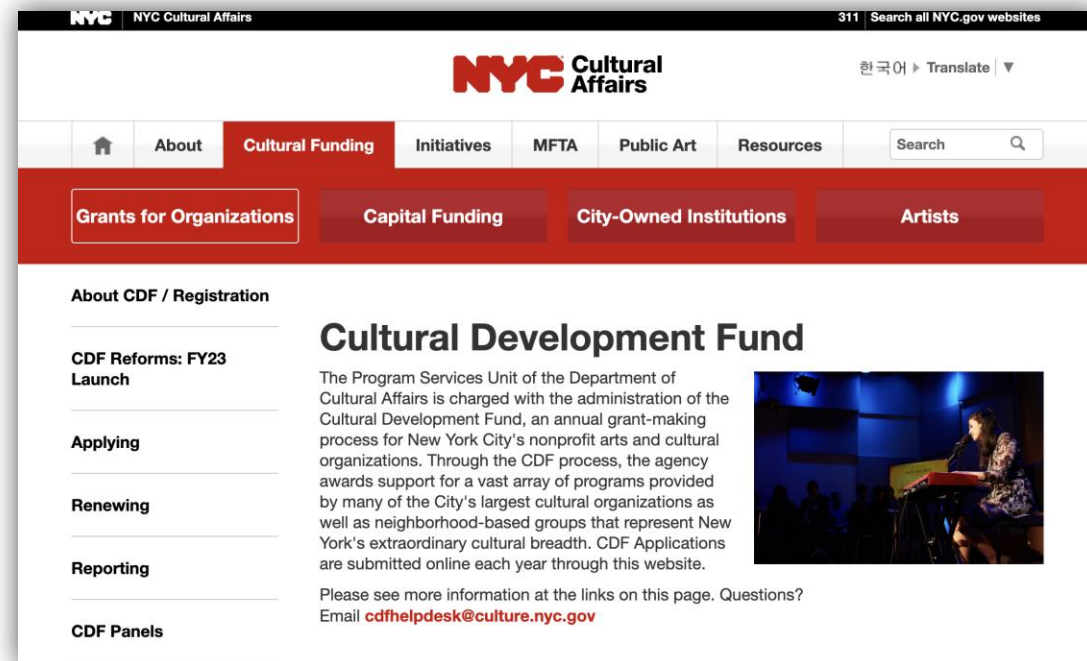 NYC NYC Cultural Affairs 311 Search all NYC.gov websites
NYC Cultural
Affairs
한국어 Translate
About Cultural Funding Initiatives MFTA Public Art Resources Search
Grants for Organizations Capital Funding City-Owned Institutions Artists
About CDF / Registration
CDF Reforms: FY23
Launch
Applying
Renewing
Reporting
CDF Panels
Cultural Development Fund
The Program Services Unit of the Department of
Cultural Affairs is charged with the administration of the
Cultural Development Fund, an annual grant-making
process for New York City's nonprofit arts and cultural
organizations. Through the CDF process, the agency
awards support for a vast array of programs provided
by many of the City's largest cultural organizations as
well as neighborhood-based groups that represent New
York's extraordinary cultural breadth. CDF Applications
are submitted online each year through this website.
Please see more information at the links on this page. Questions?
Email cdfhelpdesk@culture.nyc.gov